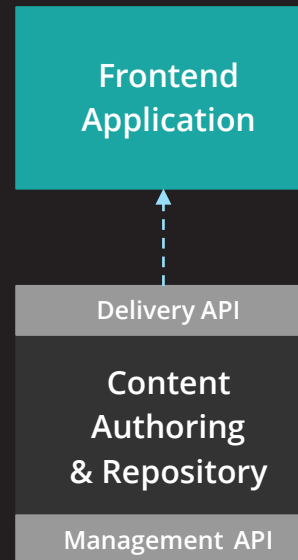 Frontend
Application
Delivery API
Content
Authoring
& Repository
Management API